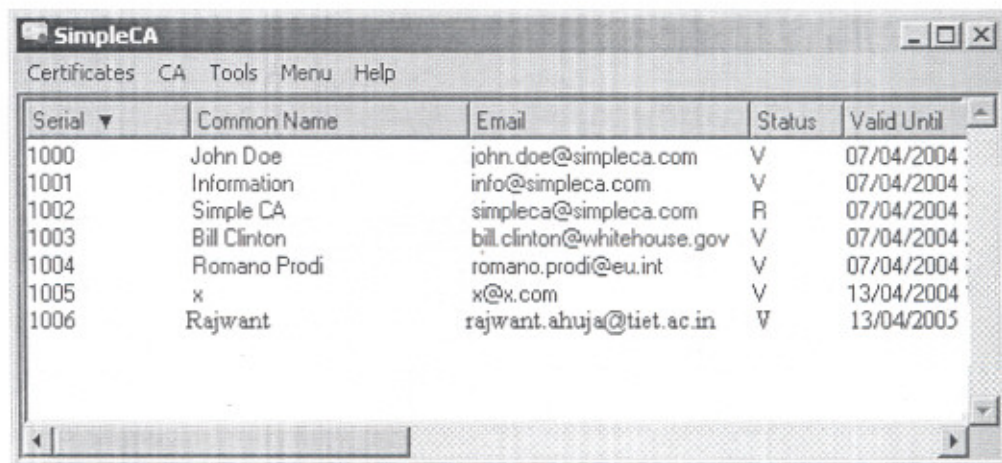 SimpleCA
Certificates CA Tools Menu Help
Serial Common Name Email Status Valid Until
1000 John Doe john.doe@simpleca.com V 07/04/2004
1001 Information info@simpleca.com V 07/04/2004
1002 Simple CA simpleca@simpleca.com R 07/04/2004
1003 Bill Clinton bill.clinton@whitehouse.gov V 07/04/2004
1004 Romano Prodi romano.prodi@eu.int V 07/04/2004
1005 x x@x.com V 13/04/2004
1006 Rajwant rajwant.ahuja@tiet.ac.in V 13/04/2005